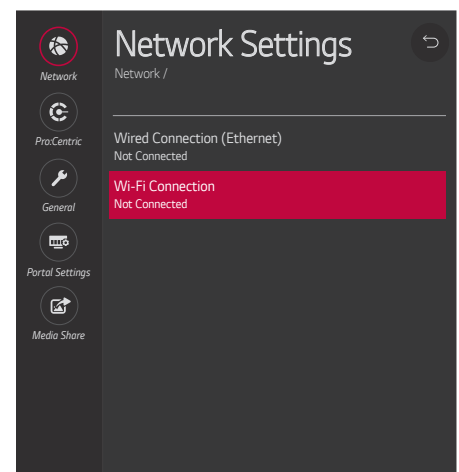 Network Settings
Network /
Network
Pro:Centric
General
Portal Settings
Media Share
Wired Connection (Ethernet)
Not Connected
Wi-Fi Connection
Not Connected